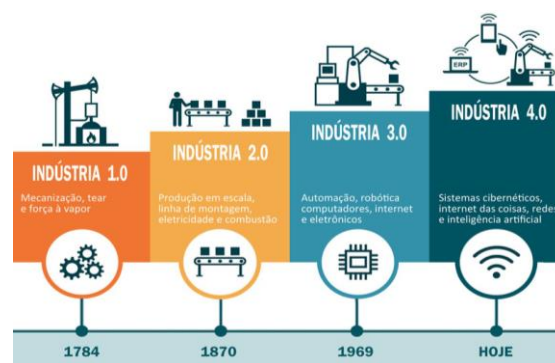 ERP
INDÚSTRIA 1.0
Mecanização, tear
e força à vapor
INDÚSTRIA 2.0
Produção em escala,
linha de montagem,
eletricidade e combustão
INDÚSTRIA 3.0
Automação, robótica
computadores, internet
e eletrônicos
INDÚSTRIA 4.0
Sistemas cibernéticos,
internet das coisas, redes
e inteligência artificial
1784
1870
1969
HOJE